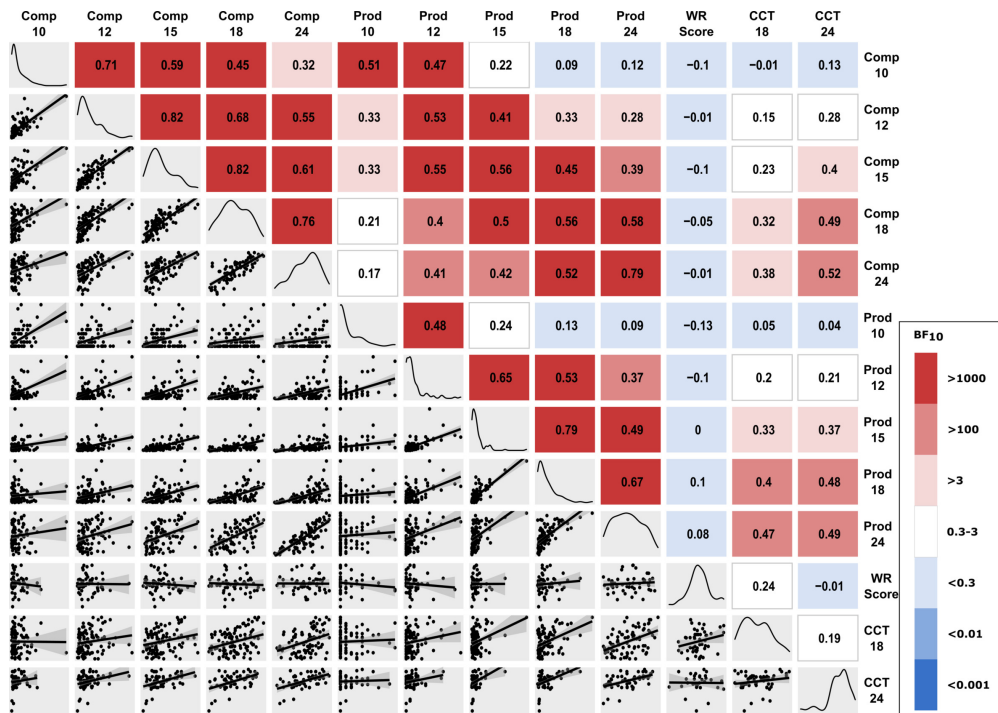 Comp Comp Comp Comp Comp Prod Prod Prod Prod Prod WR CCT CCT
10 12 15 18 24 10 12 15 18 24 Score 18 24
0.71 0.59 0.45 0.32 0.51 0.47 0.22 0.09 0.12 −0.1 −0.01 0.13 Comp 10
0.82 0.68 0.55 0.33 0.53 0.41 0.33 0.28 −0.01 0.15 0.28 Comp 12
0.82 0.61 0.33 0.55 0.56 0.45 0.39 −0.1 0.23 0.4 Comp 15
0.76 0.21 0.4 0.5 0.56 0.58 −0.05 0.32 0.49 Comp 18
0.17 0.41 0.42 0.52 0.79 −0.01 0.38 0.52 Comp 24
0.48 0.24 0.13 0.09 −0.13 0.05 0.04 Prod 10
0.65 0.53 0.37 −0.1 0.2 0.21 Prod 12
0.79 0.49 0 0.33 0.37 Prod 15
0.67 0.1 0.4 0.48 Prod 18
0.08 0.47 0.49 Prod 24
0.24 −0.01 WR Score
0.19 CCT 18
CCT 24
BF10
>1000
>100
>3
0.3-3
<0.3
<0.01
<0.001